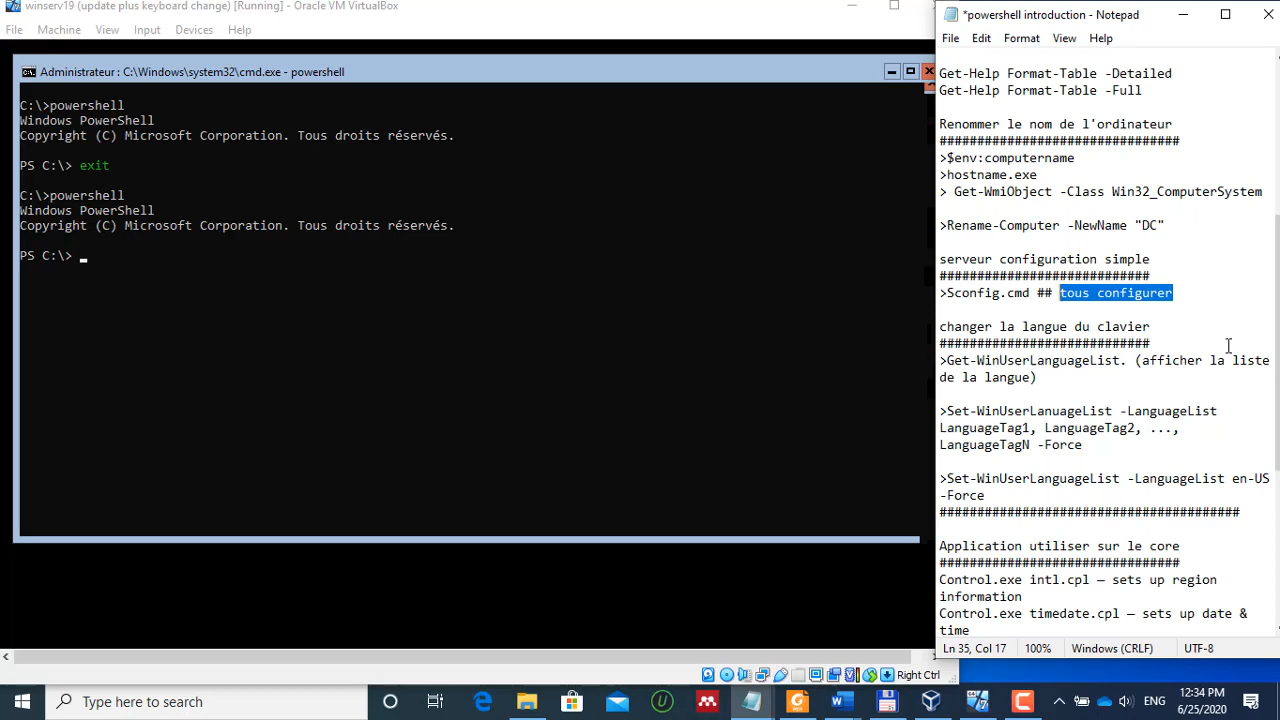 winserv19 (update plus keyboard change) [Running] - Oracle VM VirtualBox
File Machine View Input Devices Help
Administrateur : C:\Windows\system32\cmd.exe - powershell
C:\>powershell
Windows PowerShell
Copyright (C) Microsoft Corporation. Tous droits réservés.
PS C:\> exit
C:\>powershell
Windows PowerShell
Copyright (C) Microsoft Corporation. Tous droits réservés.
PS C:\>
Right Ctrl
*powershell introduction - Notepad
File Edit Format View Help
Get-Help Format-Table -Detailed
Get-Help Format-Table -Full
Renommer le nom de l'ordinateur
################################
>$env:computername
>hostname.exe
> Get-WmiObject -Class Win32_ComputerSystem
>Rename-Computer -NewName "DC"
serveur configuration simple
############################
>Sconfig.cmd ## tous configurer
changer la langue du clavier
############################
>Get-WinUserLanguageList. (afficher la liste
de la langue)
>Set-WinUserLanuageList -LanguageList
LanguageTag1, LanguageTag2, ...,
LanguageTagN -Force
>Set-WinUserLanguageList -LanguageList en-US
-Force
########################################
Application utiliser sur le core
################################
Control.exe intl.cpl – sets up region
information
Control.exe timedate.cpl – sets up date &
time
Ln 35, Col 17 100% Windows (CRLF) UTF-8
Type here to search
ENG
12:34 PM
6/25/2020